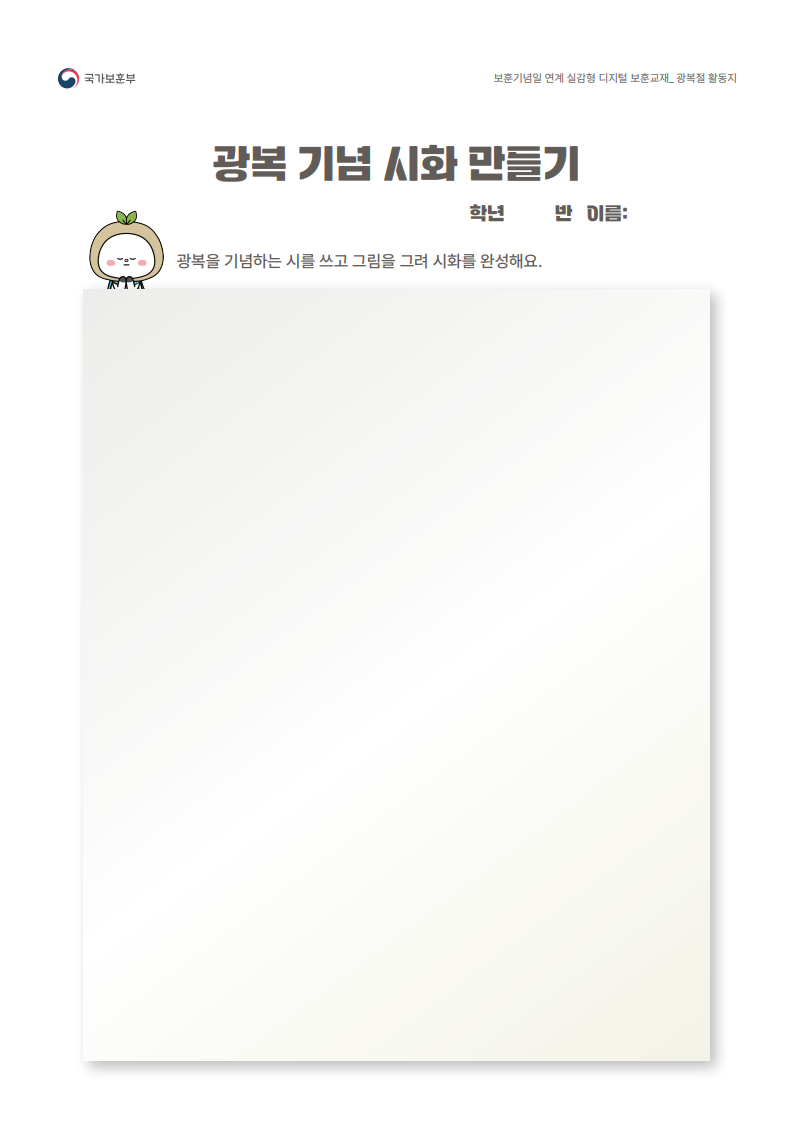 국가보훈부
보훈기념일 연계 실감형 디지털 보훈교재_ 광복절 활동지
광복 기념 시화 만들기
학년 반 이름:
광복을 기념하는 시를 쓰고 그림을 그려 시화를 완성해요.